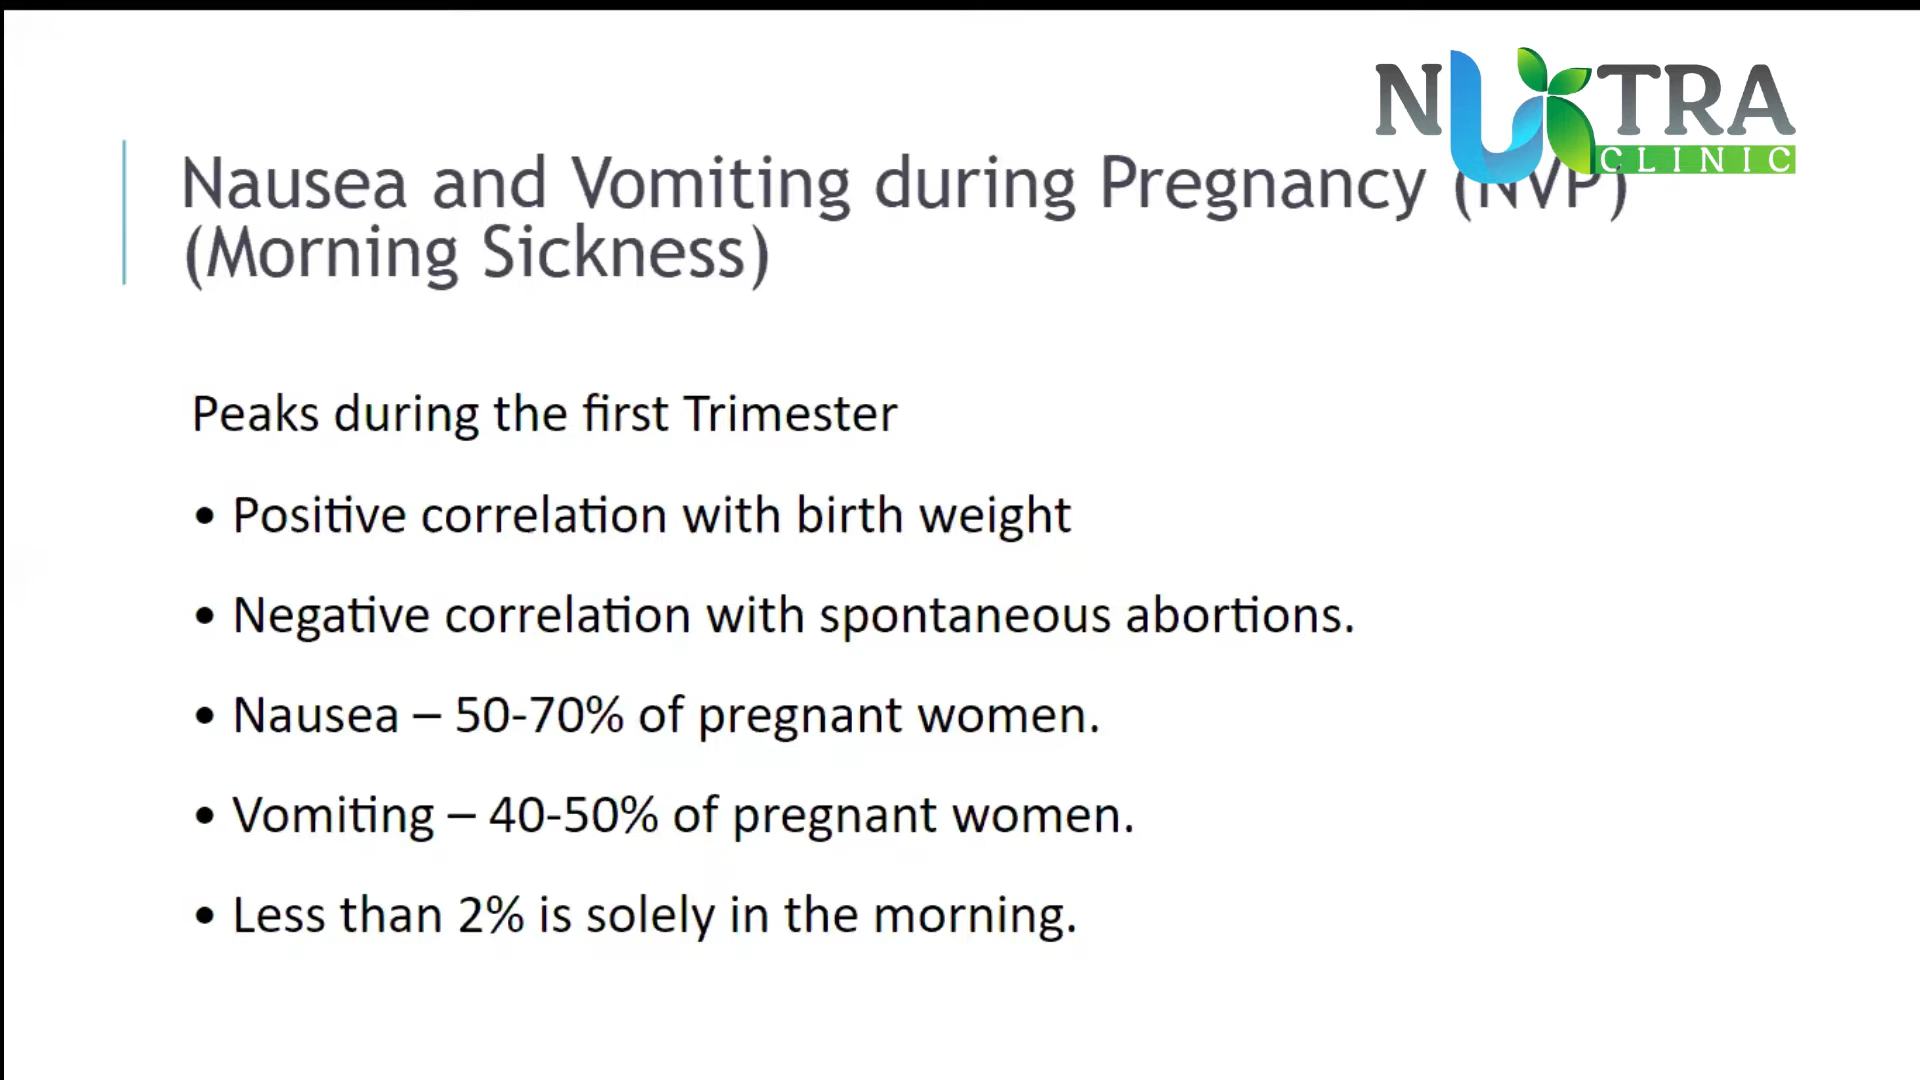 NUTRA
CLINIC
Nausea and Vomiting during Pregnancy (NVP)
(Morning Sickness)
Peaks during the first Trimester
• Positive correlation with birth weight
• Negative correlation with spontaneous abortions.
• Nausea – 50-70% of pregnant women.
• Vomiting – 40-50% of pregnant women.
• Less than 2% is solely in the morning.